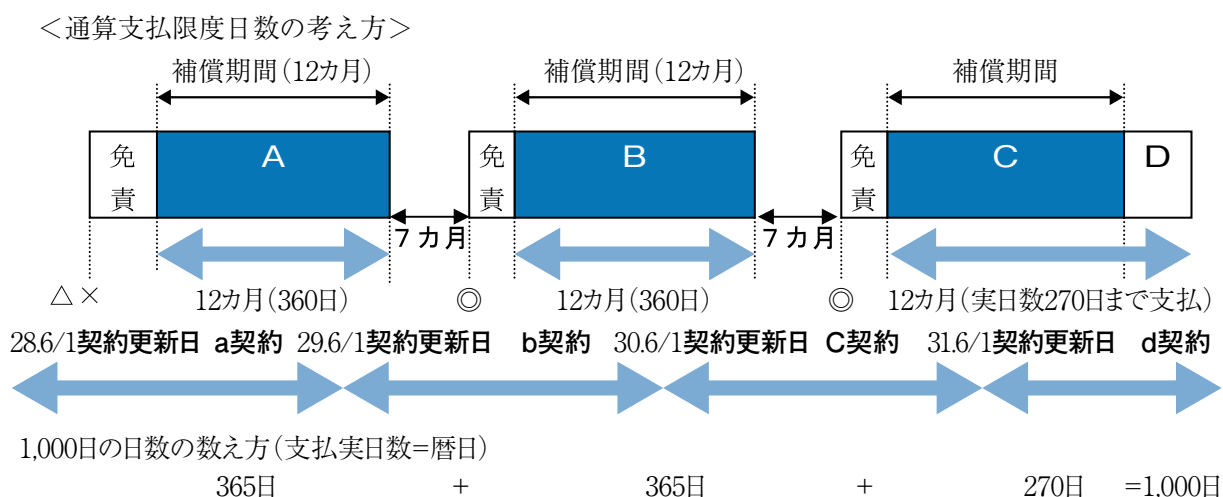 ＜通算支払限度日数の考え方＞
補償期間（12カ月） 補償期間（12カ月） 補償期間
免責 A 免責 B 免責 C D
7カ月 7カ月
△× 12カ月（360日） ◎ 12カ月（360日） ◎ 12カ月（実日数270日まで支払）
28.6/1契約更新日 a契約 29.6/1契約更新日 b契約 30.6/1契約更新日 C契約 31.6/1契約更新日 d契約
1,000日の日数の数え方（支払実日数=暦日）
365日 + 365日 + 270日 =1,000日